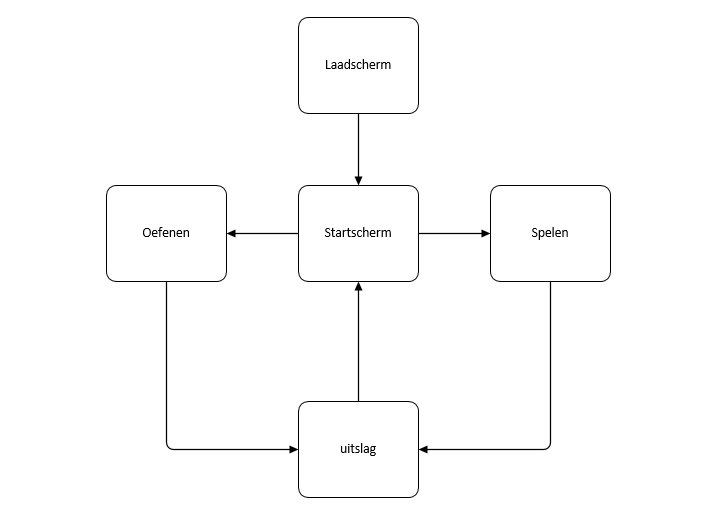 Laadscherm
Oefenen
Startscherm
Spelen
uitslag